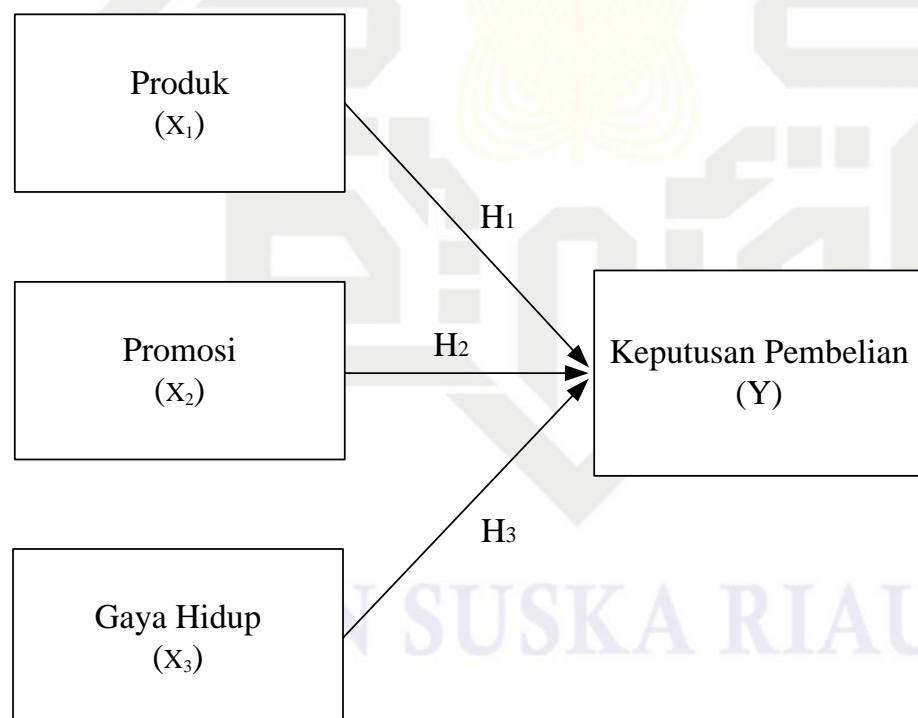 Produk
(X₁)
H1
Promosi
(X₂)
H2
Keputusan Pembelian
(Y)
H3
Gaya Hidup
(X₃)
N SUSKA RIAU